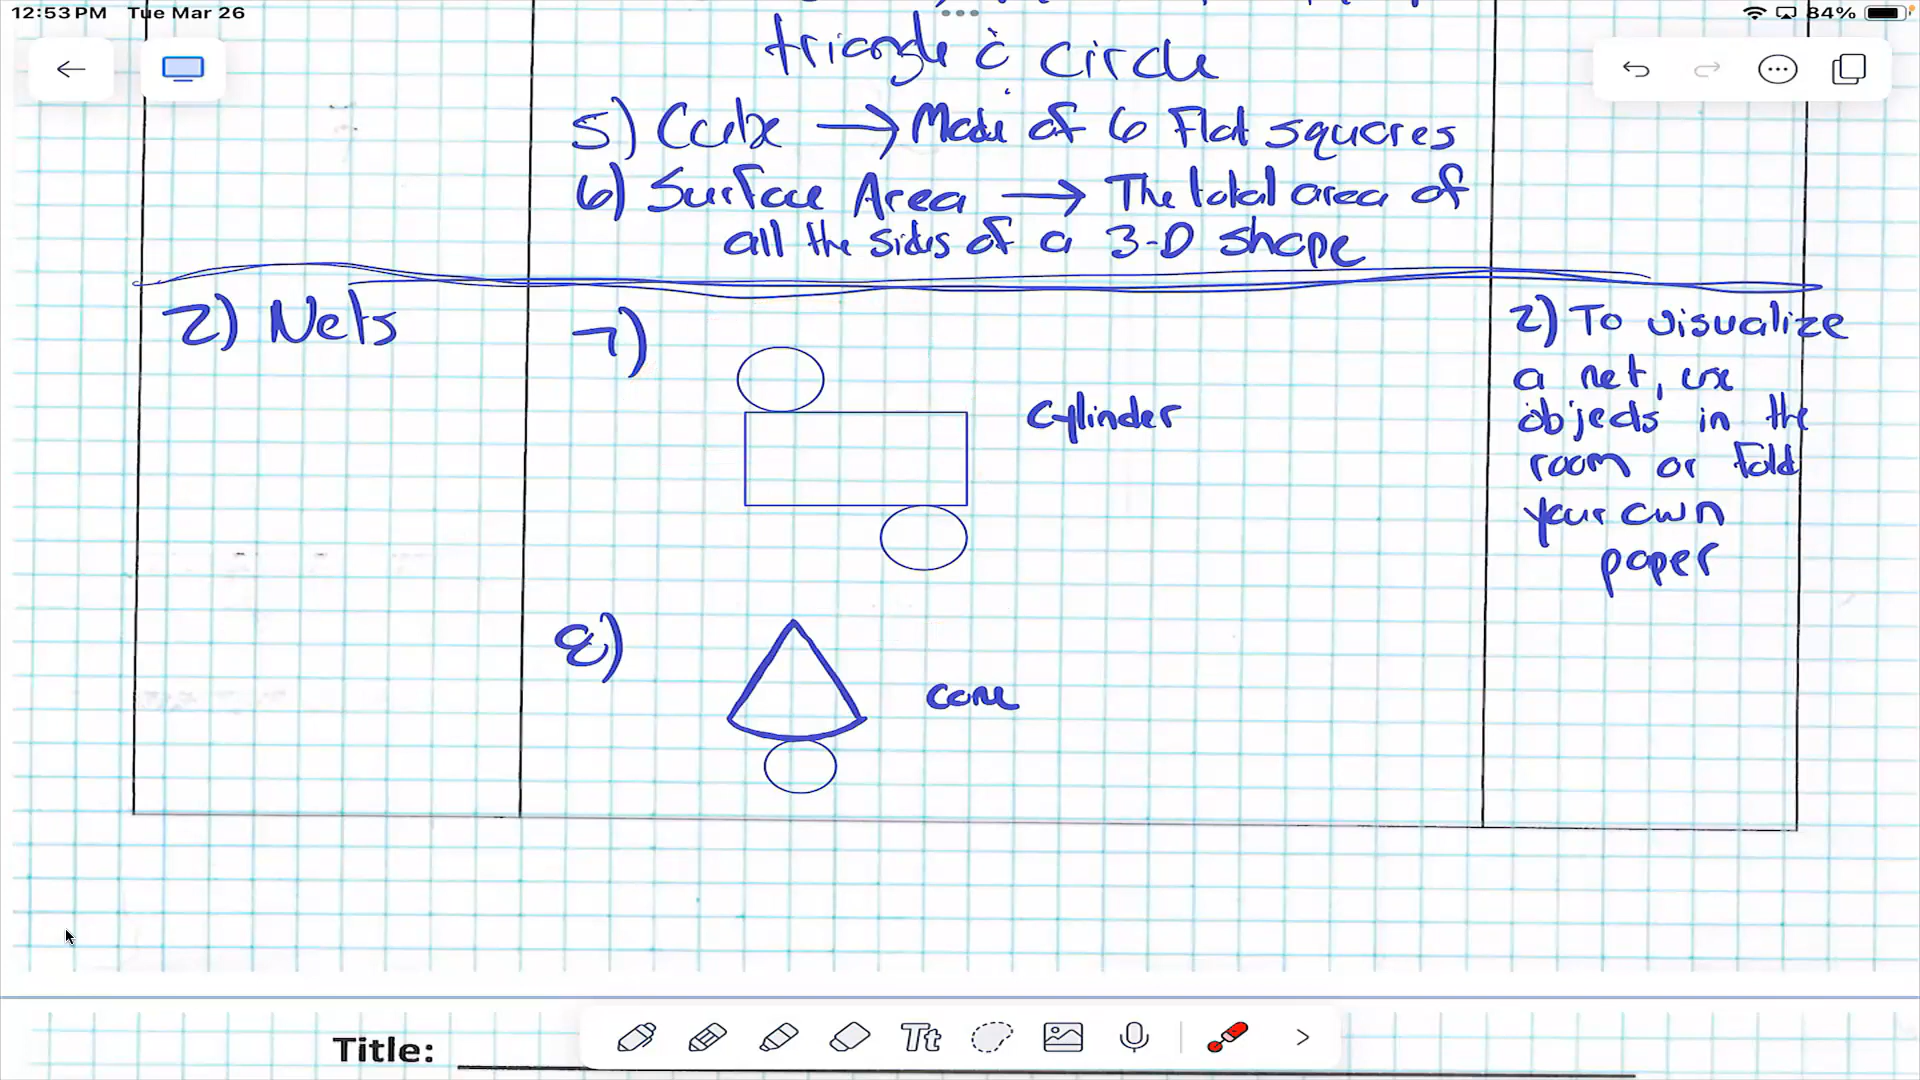 12:53 PM Tue Mar 26
84%
triangle &
circle
5) Cube → Made of 6 flat squares
6) Surface Area → The total area of
all the sides of a 3-D shape
2) Nets
7)
Cylinder
8)
cone
2) To visualize
a net, use
objects in the
room or fold
your own
paper
Title:
Tt